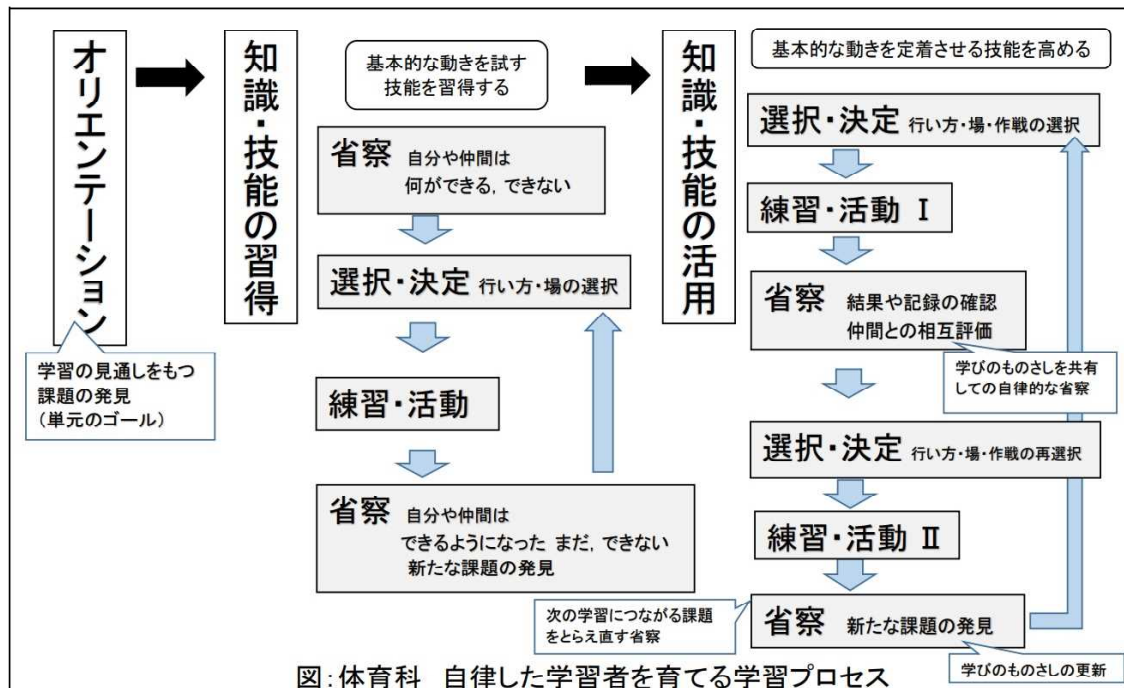 オリエンテーション
学習の見通しをもつ
課題の発見
(単元のゴール)
知識・技能の習得
基本的な動きを試す
技能を習得する
省察 自分や仲間は
何ができる,できない
選択・決定 行い方・場の選択
練習・活動
省察 自分や仲間は
できるようになった まだ,できない
新たな課題の発見
知識・技能の活用
基本的な動きを定着させる技能を高める
選択・決定 行い方・場・作戦の選択
練習・活動 Ⅰ
省察 結果や記録の確認
仲間との相互評価
学びのものさしを共有
しての自律的な省察
選択・決定 行い方・場・作戦の再選択
練習・活動 Ⅱ
次の学習につながる課題
をとらえ直す省察
省察 新たな課題の発見
学びのものさしの更新
図:体育科 自律した学習者を育てる学習プロセス